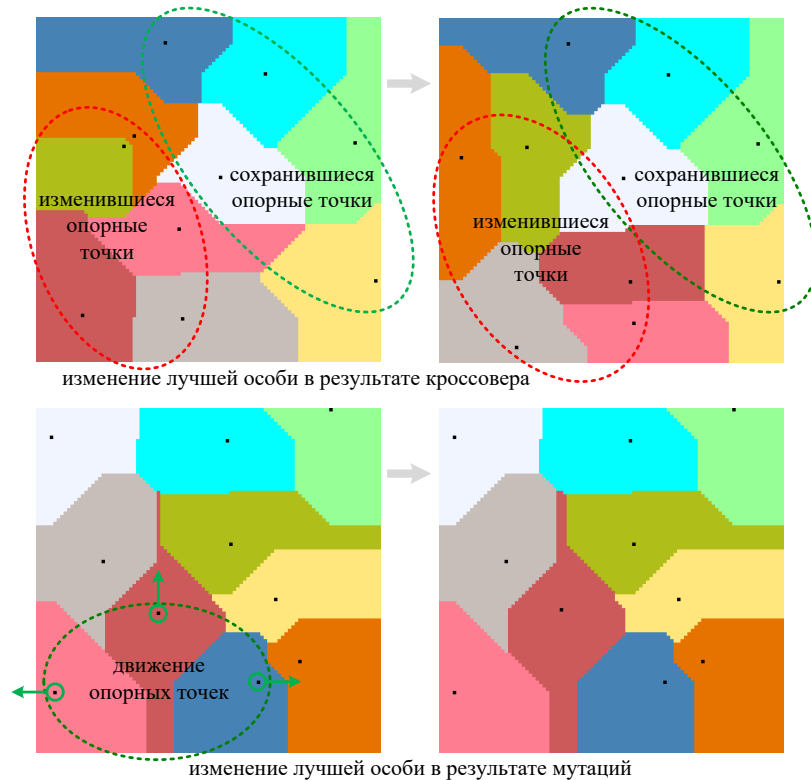 сохранившиеся
опорные точки
изменившиеся
опорные
точки
сохранившиеся
опорные точки
изменившиеся
опорные
точки
изменение лучшей особи в результате кроссовера
движение
опорных точек
изменение лучшей особи в результате мутаций